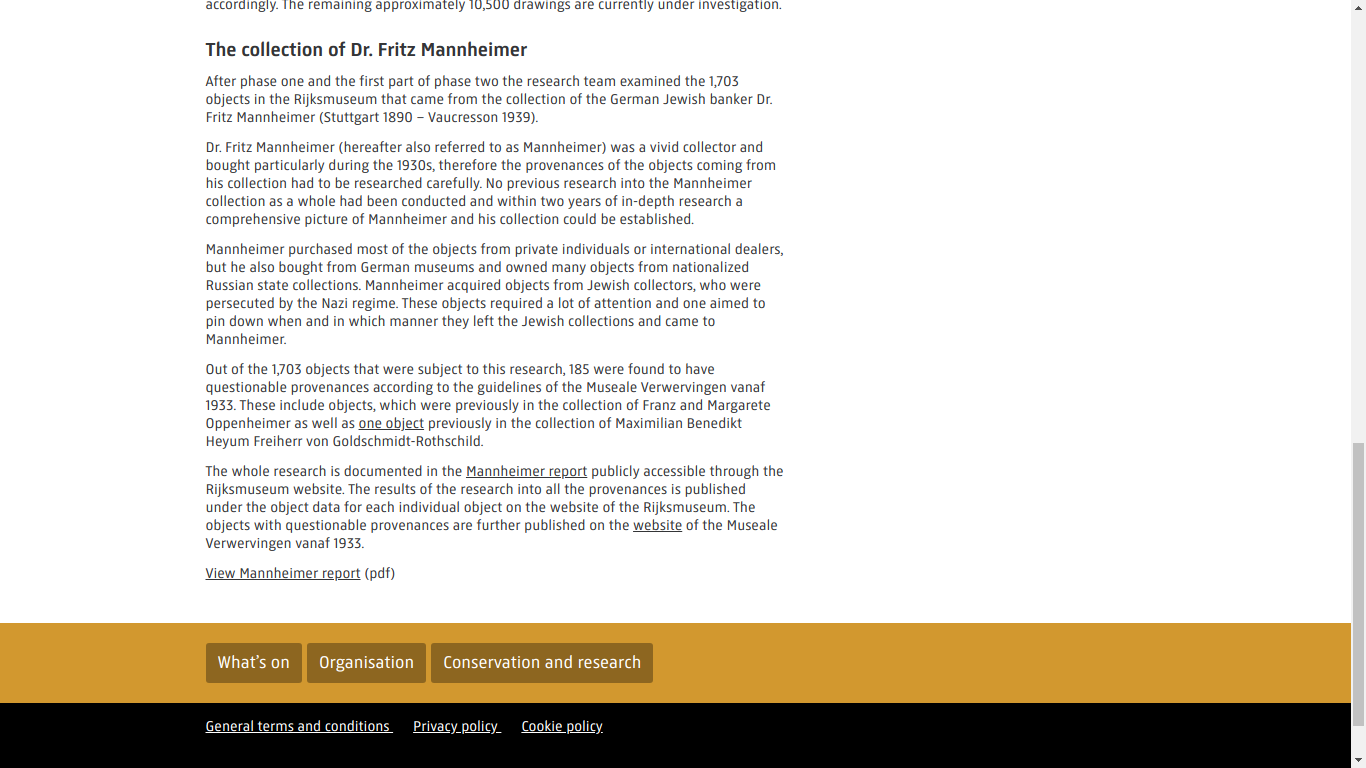 accordingly. The remaining approximately 10,500 drawings are currently under investigation.
The collection of Dr. Fritz Mannheimer
After phase one and the first part of phase two the research team examined the 1,703
objects in the Rijksmuseum that came from the collection of the German Jewish banker Dr.
Fritz Mannheimer (Stuttgart 1890 – Vaucresson 1939).
Dr. Fritz Mannheimer (hereafter also referred to as Mannheimer) was a vivid collector and
bought particularly during the 1930s, therefore the provenances of the objects coming from
his collection had to be researched carefully. No previous research into the Mannheimer
collection as a whole had been conducted and within two years of in-depth research a
comprehensive picture of Mannheimer and his collection could be established.
Mannheimer purchased most of the objects from private individuals or international dealers,
but he also bought from German museums and owned many objects from nationalized
Russian state collections. Mannheimer acquired objects from Jewish collectors, who were
persecuted by the Nazi regime. These objects required a lot of attention and one aimed to
pin down when and in which manner they left the Jewish collections and came to
Mannheimer.
Out of the 1,703 objects that were subject to this research, 185 were found to have
questionable provenances according to the guidelines of the Museale Verwervingen vanaf
1933. These include objects, which were previously in the collection of Franz and Margarete
Oppenheimer as well as one object previously in the collection of Maximilian Benedikt
Heyum Freiherr von Goldschmidt-Rothschild.
The whole research is documented in the Mannheimer report publicly accessible through the
Rijksmuseum website. The results of the research into all the provenances is published
under the object data for each individual object on the website of the Rijksmuseum. The
objects with questionable provenances are further published on the website of the Museale
Verwervingen vanaf 1933.
View Mannheimer report (pdf)
What's on Organisation Conservation and research
General terms and conditions Privacy policy Cookie policy